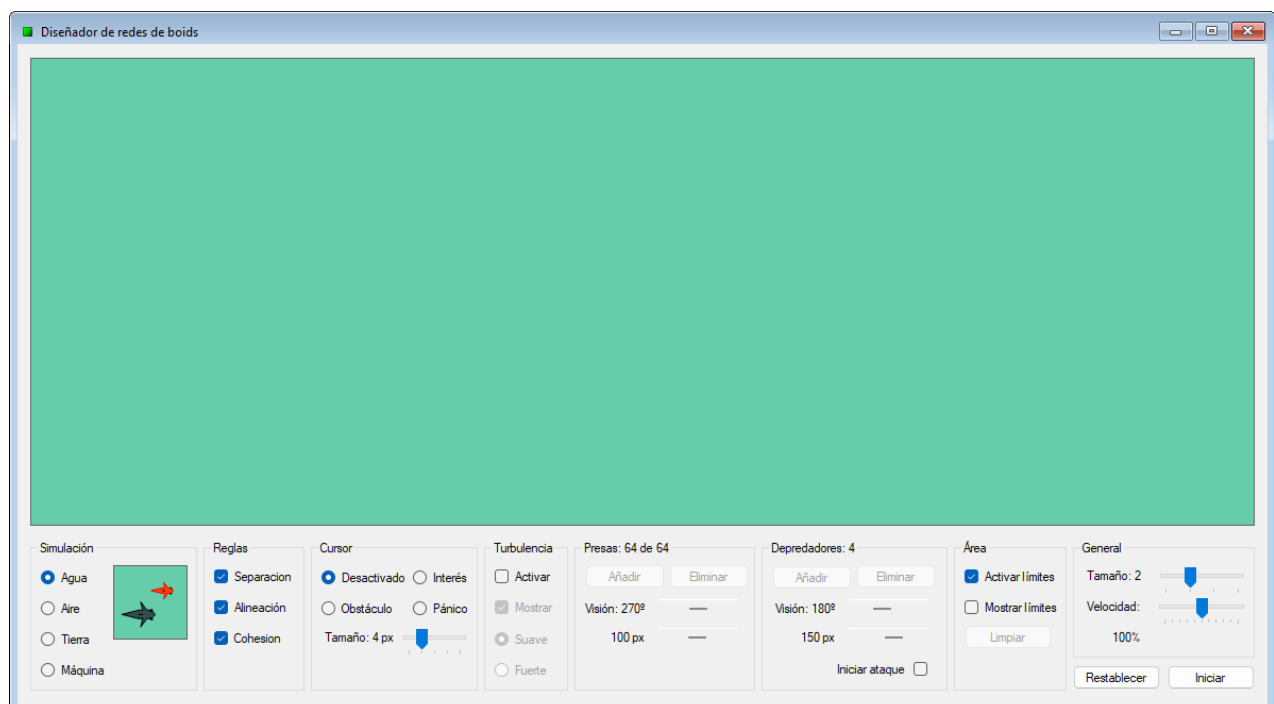 Diseñador de redes de boids
Simulación
Agua
Aire
Tierra
Máquina
Reglas
Separacion
Alineación
Cohesion
Cursor
Desactivado
Interés
Obstáculo
Pánico
Tamaño: 4 px
Turbulencia
Activar
Mostrar
Suave
Fuerte
Presas: 64 de 64
Añadir
Eliminar
Visión: 270º
100 px
Depredadores: 4
Añadir
Eliminar
Visión: 180º
150 px
Iniciar ataque
Área
Activar límites
Mostrar límites
Limpiar
General
Tamaño: 2
Velocidad:
100%
Restablecer
Iniciar